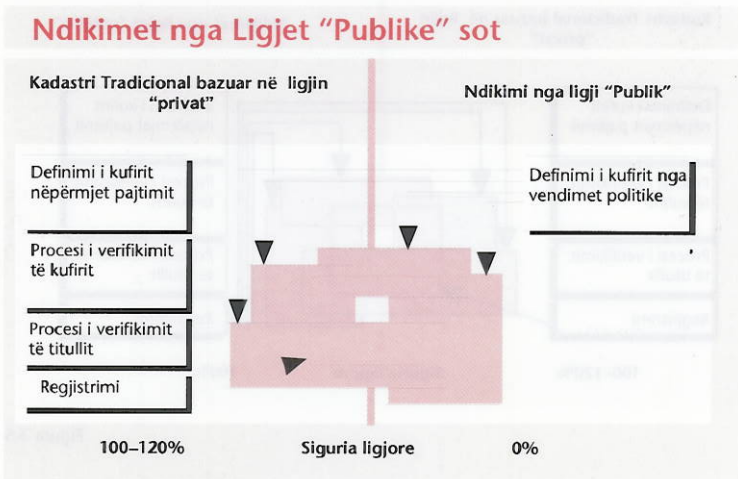 Ndikimet nga Ligjet “Publike” sot
Kadastri Tradicional bazuar në ligjin
“privat”
Ndikimi nga ligji “Publik”
Definimi i kufirit
nëpërmjet pajtimit
Procesi i verifikimit
të kufirit
Procesi i verifikimit
të titullit
Regjistrimi
Definimi i kufirit nga
vendimet politike
100–120%
Siguria ligjore
0%